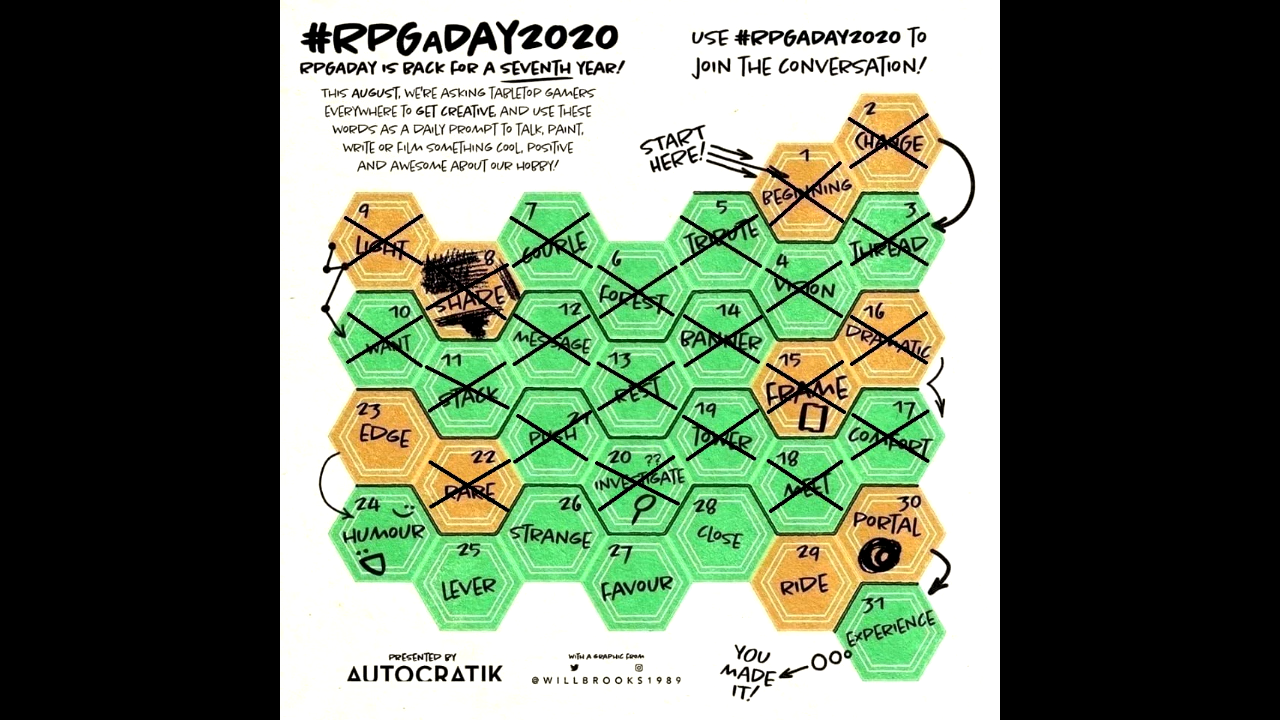 #RPGaDAY2020
RPGADAY IS BACK FOR A SEVENTH YEAR!
THIS AUGUST, WE'RE ASKING TABLETOP GAMERS
EVERYWHERE TO GET CREATIVE, AND USE THESE
WORDS AS A DAILY PROMPT TO TALK, PAINT,
WRITE OR FILM SOMETHING COOL, POSITIVE
AND AWESOME ABOUT OUR HOBBY!
USE #RPGADAY2020 TO
JOIN THE CONVERSATION!
START
HERE!
1
BEGINNING
2
CHANGE
3
THREAD
4
VISION
5
TRIBUTE
6
FOREST
7
COUPLE
8
SHADE
9
LIGHT
10
WANT
11
STACK
12
MESSAGE
13
REST
14
BANNER
15
FRAME
16
DRAMATIC
17
COMFORT
18
MEET
19
TOWER
20 ??
INVESTIGATE
21
PUSH
22
RARE
23
EDGE
24
HUMOUR
25
LEVER
26
STRANGE
27
FAVOUR
28
CLOSE
29
RIDE
30
PORTAL
31
EXPERIENCE
YOU
MADE
IT!
PRESENTED BY
AUTOCRATIK
WITH A GRAPHIC FROM
@WILLBROOKS1989